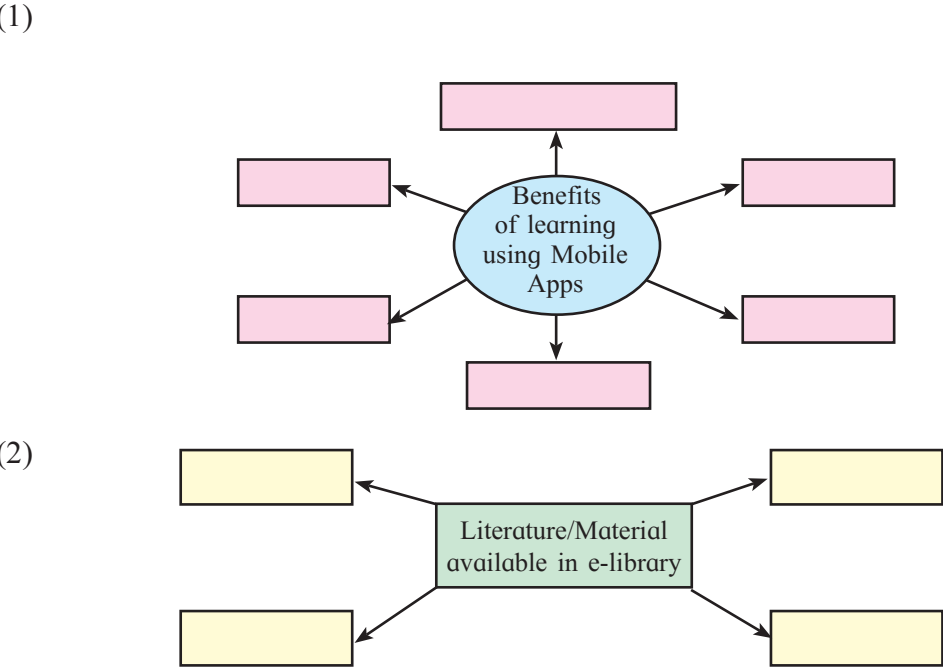 (1)
Benefits
of learning
using Mobile
Apps
(2)
Literature/Material
available in e-library